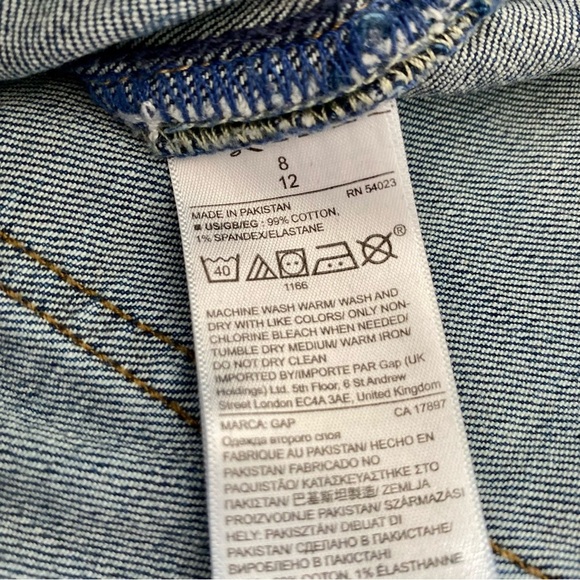 8
12
RN 54023
MADE IN PAKISTAN
■ US/GB/EG: 99% COTTON,
1% SPANDEX/ELASTANE
40
®
1166
MACHINE WASH WARM/ WASH AND
DRY WITH LIKE COLORS/ ONLY NON-
CHLORINE BLEACH WHEN NEEDED/
TUMBLE DRY MEDIUM/ WARM IRON/
DO NOT DRY CLEAN
IMPORTED BY/IMPORTE PAR Gap (UK
Holdings) Ltd. 5th Floor, 6 St Andrew
Street London EC4A 3AE, United Kingdom
MARCA: GAP
CA 17897
Одежда второго слоя
FABRIQUE AU PAKISTAN/ HECHO EN
PAKISTAN/ FABRICADO NO
PAQUISTÃO/ ΚΑΤΑΣΚΕΥΑΣΤΗΚΕ ΣΤΟ
ΠΑΚΙΣΤΑΝ/ 巴基斯坦製造/ ZEMLJA
PROIZVODNJE PAKISTAN/ SZÁRMAZÁSI
HELY: PAKISZTÁN/ DIBUAT DI
PAKISTAN/ СДЕЛАНО В ПАКИСТАНЕ/
В ПАКИСТАН
COTON, 1% ÉLASTHANNE.